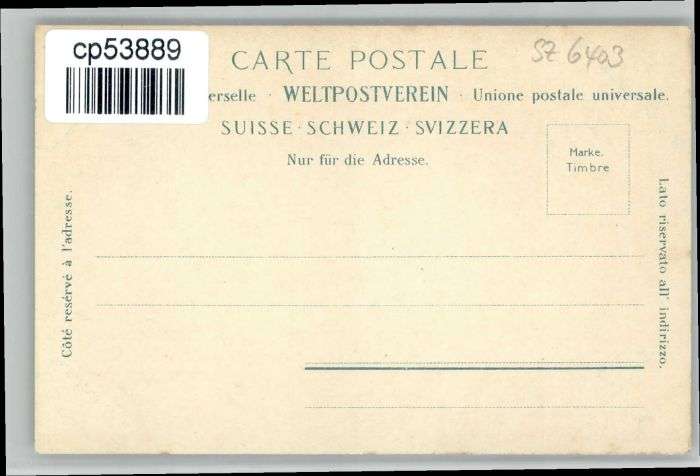 cp53889
CARTE POSTALE
SZ 6403
erselle · WELTPOSTVEREIN · Unione postale universale.
SUISSE · SCHWEIZ · SVIZZERA
Nur für die Adresse.
Marke.
Timbre
Côté resérvé à l'adresse.
Lato riservato all' indirizzo.